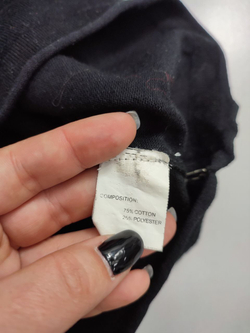 COMPOSITION:
75% COTTON
25% POLYESTER